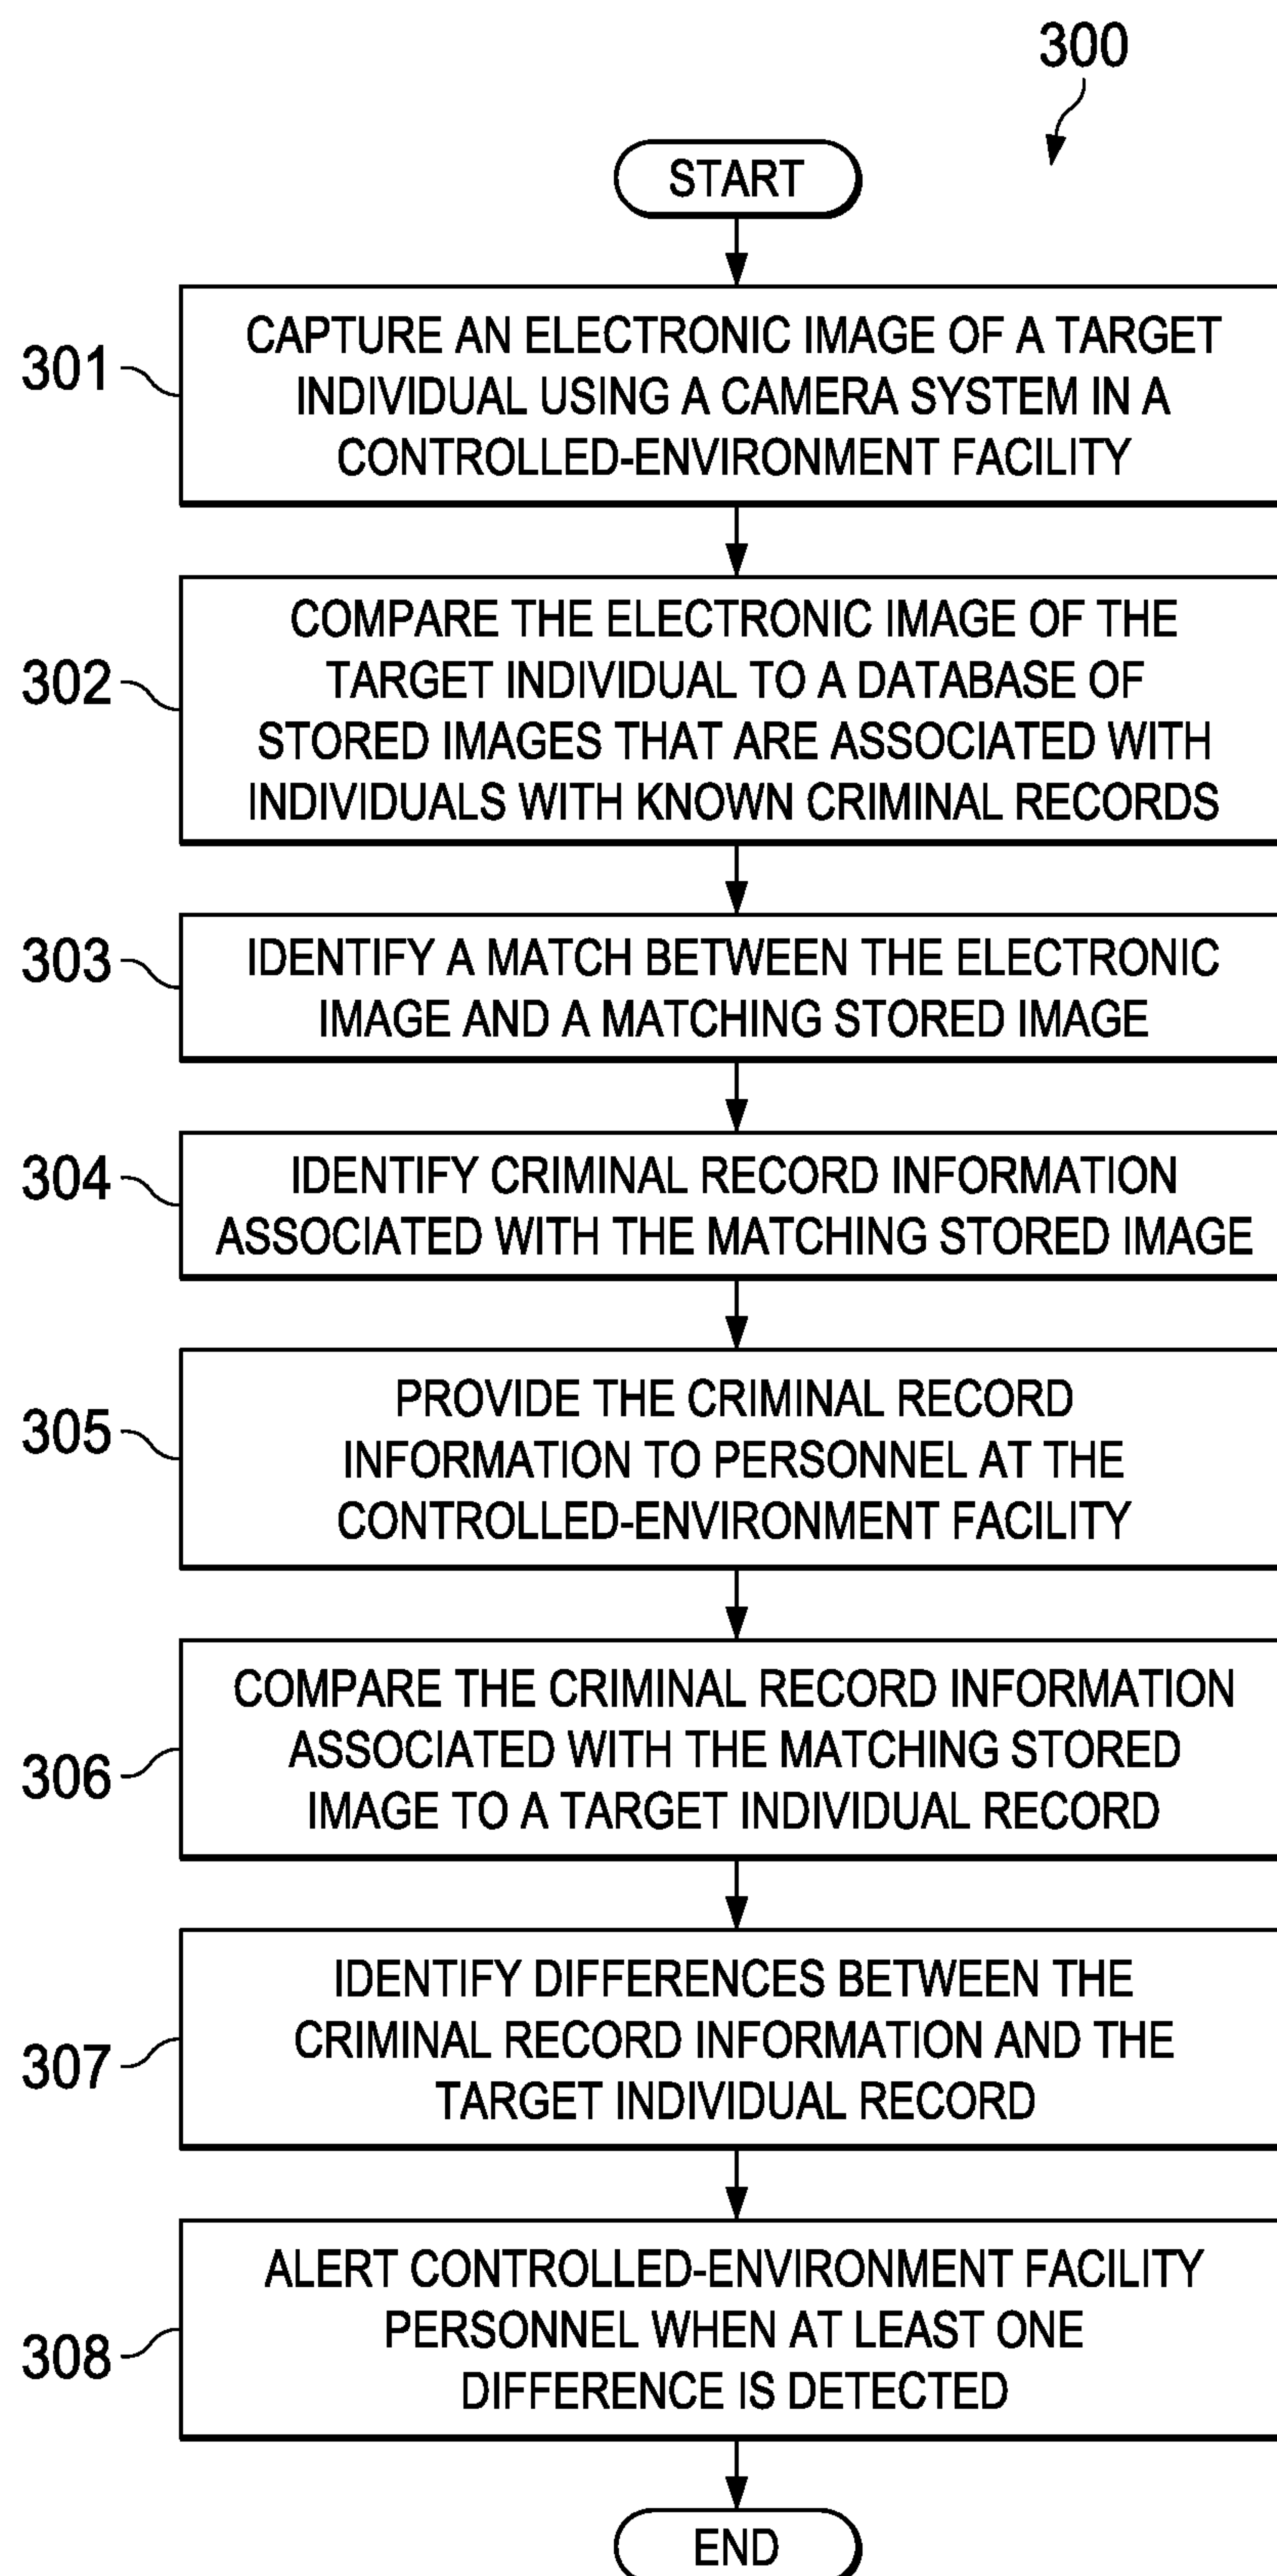 300
START
301
CAPTURE AN ELECTRONIC IMAGE OF A TARGET
INDIVIDUAL USING A CAMERA SYSTEM IN A
CONTROLLED-ENVIRONMENT FACILITY
302
COMPARE THE ELECTRONIC IMAGE OF THE
TARGET INDIVIDUAL TO A DATABASE OF
STORED IMAGES THAT ARE ASSOCIATED WITH
INDIVIDUALS WITH KNOWN CRIMINAL RECORDS
303
IDENTIFY A MATCH BETWEEN THE ELECTRONIC
IMAGE AND A MATCHING STORED IMAGE
304
IDENTIFY CRIMINAL RECORD INFORMATION
ASSOCIATED WITH THE MATCHING STORED IMAGE
305
PROVIDE THE CRIMINAL RECORD
INFORMATION TO PERSONNEL AT THE
CONTROLLED-ENVIRONMENT FACILITY
306
COMPARE THE CRIMINAL RECORD INFORMATION
ASSOCIATED WITH THE MATCHING STORED
IMAGE TO A TARGET INDIVIDUAL RECORD
307
IDENTIFY DIFFERENCES BETWEEN THE
CRIMINAL RECORD INFORMATION AND THE
TARGET INDIVIDUAL RECORD
308
ALERT CONTROLLED-ENVIRONMENT FACILITY
PERSONNEL WHEN AT LEAST ONE
DIFFERENCE IS DETECTED
END